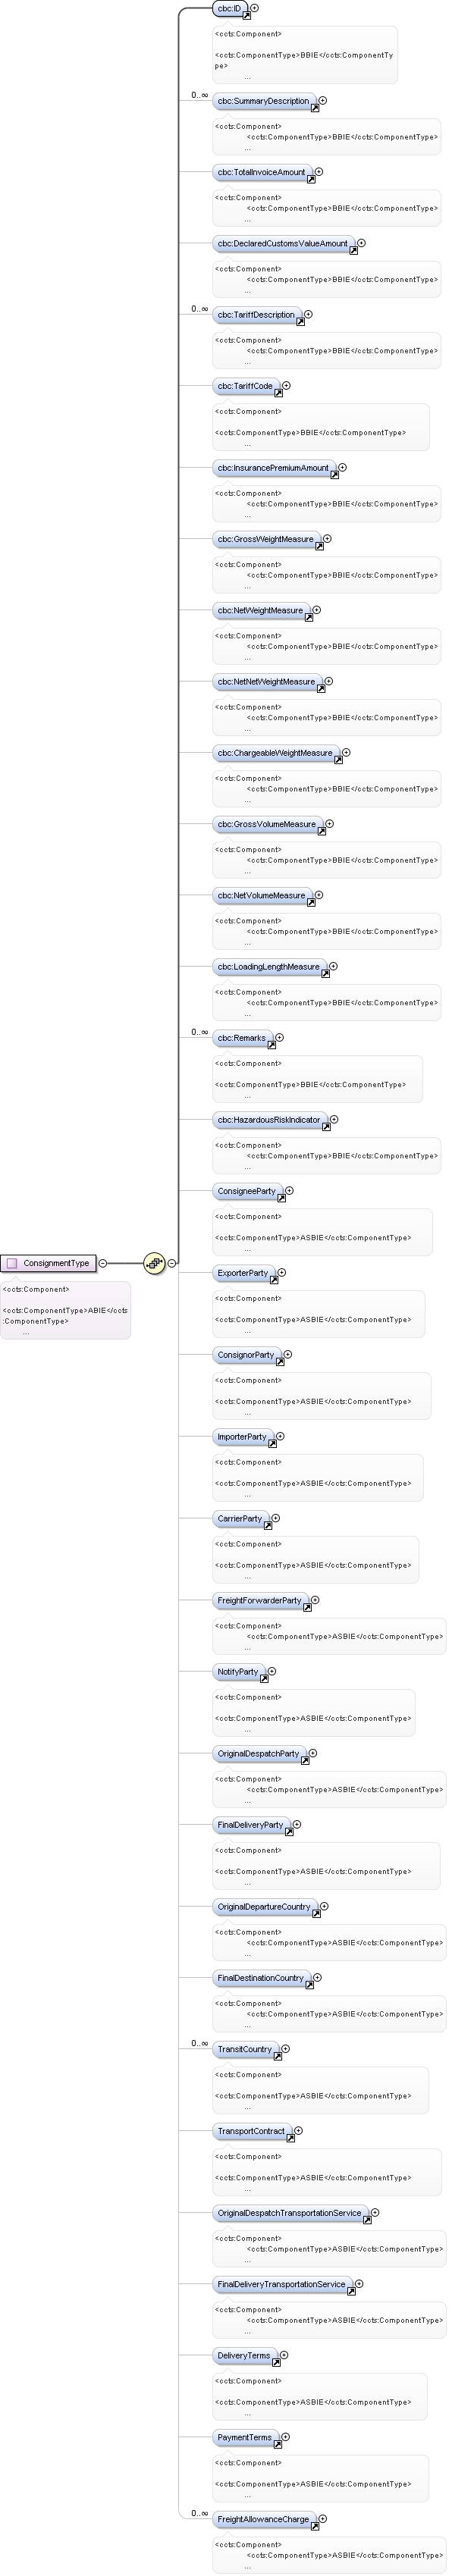 cbc:ID
<ccts:Component>
<ccts:ComponentType>BBIE</ccts:ComponentTy
pe>
...
0..∞
cbc:SummaryDescription
<ccts:Component>
<ccts:ComponentType>BBIE</ccts:ComponentType>
...
cbc:TotalInvoiceAmount
<ccts:Component>
<ccts:ComponentType>BBIE</ccts:ComponentType>
...
cbc:DeclaredCustomsValueAmount
<ccts:Component>
<ccts:ComponentType>BBIE</ccts:ComponentType>
...
0..∞
cbc:TariffDescription
<ccts:Component>
<ccts:ComponentType>BBIE</ccts:ComponentType>
...
cbc:TariffCode
<ccts:Component>
<ccts:ComponentType>BBIE</ccts:ComponentType>
...
cbc:InsurancePremiumAmount
<ccts:Component>
<ccts:ComponentType>BBIE</ccts:ComponentType>
...
cbc:GrossWeightMeasure
<ccts:Component>
<ccts:ComponentType>BBIE</ccts:ComponentType>
...
cbc:NetWeightMeasure
<ccts:Component>
<ccts:ComponentType>BBIE</ccts:ComponentType>
...
cbc:NetNetWeightMeasure
<ccts:Component>
<ccts:ComponentType>BBIE</ccts:ComponentType>
...
cbc:ChargeableWeightMeasure
<ccts:Component>
<ccts:ComponentType>BBIE</ccts:ComponentType>
...
cbc:GrossVolumeMeasure
<ccts:Component>
<ccts:ComponentType>BBIE</ccts:ComponentType>
...
cbc:NetVolumeMeasure
<ccts:Component>
<ccts:ComponentType>BBIE</ccts:ComponentType>
...
cbc:LoadingLengthMeasure
<ccts:Component>
<ccts:ComponentType>BBIE</ccts:ComponentType>
...
0..∞
cbc:Remarks
<ccts:Component>
<ccts:ComponentType>BBIE</ccts:ComponentType>
...
cbc:HazardousRiskIndicator
<ccts:Component>
<ccts:ComponentType>BBIE</ccts:ComponentType>
...
ConsigneeParty
<ccts:Component>
<ccts:ComponentType>ASBIE</ccts:ComponentType>
...
ConsignmentType
<ccts:Component>
<ccts:ComponentType>ABIE</ccts
:ComponentType>
...
ExporterParty
<ccts:Component>
<ccts:ComponentType>ASBIE</ccts:ComponentType>
...
ConsignorParty
<ccts:Component>
<ccts:ComponentType>ASBIE</ccts:ComponentType>
...
ImporterParty
<ccts:Component>
<ccts:ComponentType>ASBIE</ccts:ComponentType>
...
CarrierParty
<ccts:Component>
<ccts:ComponentType>ASBIE</ccts:ComponentType>
...
FreightForwarderParty
<ccts:Component>
<ccts:ComponentType>ASBIE</ccts:ComponentType>
...
NotifyParty
<ccts:Component>
<ccts:ComponentType>ASBIE</ccts:ComponentType>
...
OriginalDespatchParty
<ccts:Component>
<ccts:ComponentType>ASBIE</ccts:ComponentType>
...
FinalDeliveryParty
<ccts:Component>
<ccts:ComponentType>ASBIE</ccts:ComponentType>
...
OriginalDepartureCountry
<ccts:Component>
<ccts:ComponentType>ASBIE</ccts:ComponentType>
...
FinalDestinationCountry
<ccts:Component>
<ccts:ComponentType>ASBIE</ccts:ComponentType>
...
0..∞
TransitCountry
<ccts:Component>
<ccts:ComponentType>ASBIE</ccts:ComponentType>
...
TransportContract
<ccts:Component>
<ccts:ComponentType>ASBIE</ccts:ComponentType>
...
OriginalDespatchTransportationService
<ccts:Component>
<ccts:ComponentType>ASBIE</ccts:ComponentType>
...
FinalDeliveryTransportationService
<ccts:Component>
<ccts:ComponentType>ASBIE</ccts:ComponentType>
...
DeliveryTerms
<ccts:Component>
<ccts:ComponentType>ASBIE</ccts:ComponentType>
...
PaymentTerms
<ccts:Component>
<ccts:ComponentType>ASBIE</ccts:ComponentType>
...
0..∞
FreightAllowanceCharge
<ccts:Component>
<ccts:ComponentType>ASBIE</ccts:ComponentType>
...